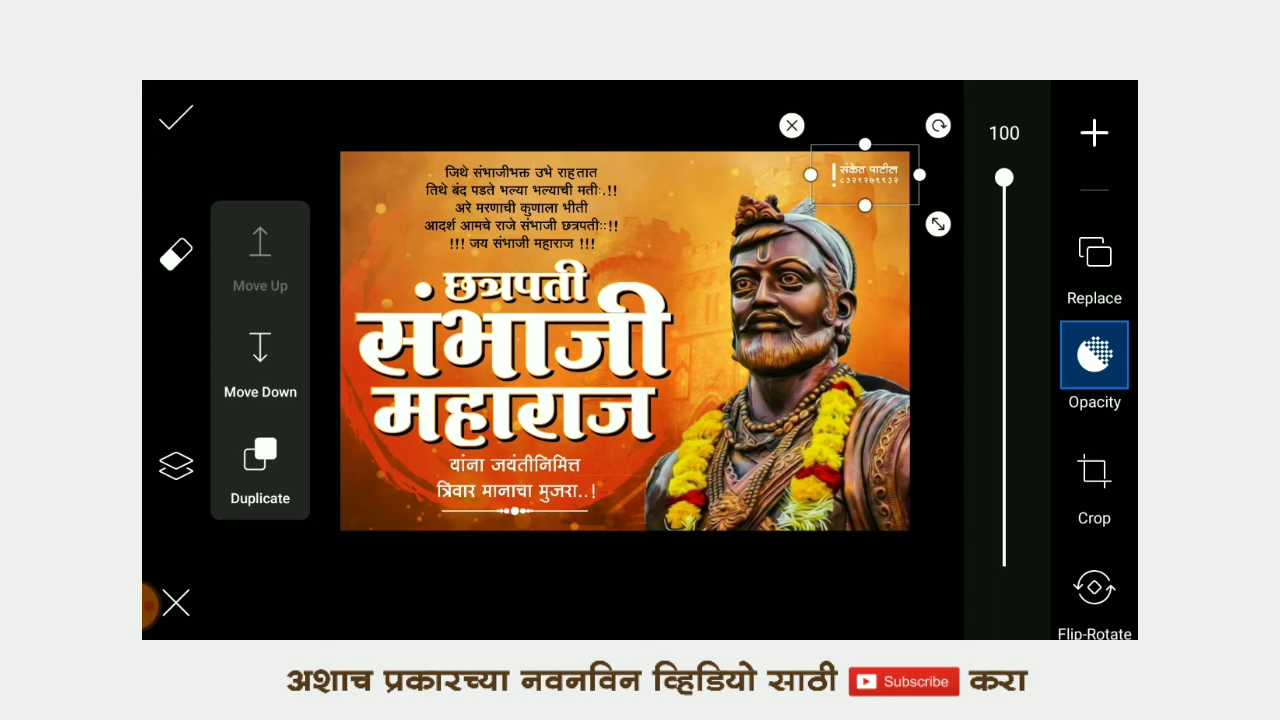 100
Replace
Opacity
Crop
Flip-Rotate
Move Up
Move Down
Duplicate
जिथे संभाजीभक्त उभे राहतात
तिथे बंद पडते भल्या भल्याची मतीः.!!
अरे मरणाची कुणाला भीती
आदर्श आमचे राजे संभाजी छत्रपतीः:!!
!!! जय संभाजी महाराज !!!
छत्रपती
संभाजी
महाराज
यांना जयंतीनिमित्त
त्रिवार मानाचा मुजरा..!
संकेत पाटील
८३२९२७९९३२
अशाच प्रकारच्या नवनविन व्हिडियो साठी Subscribe करा